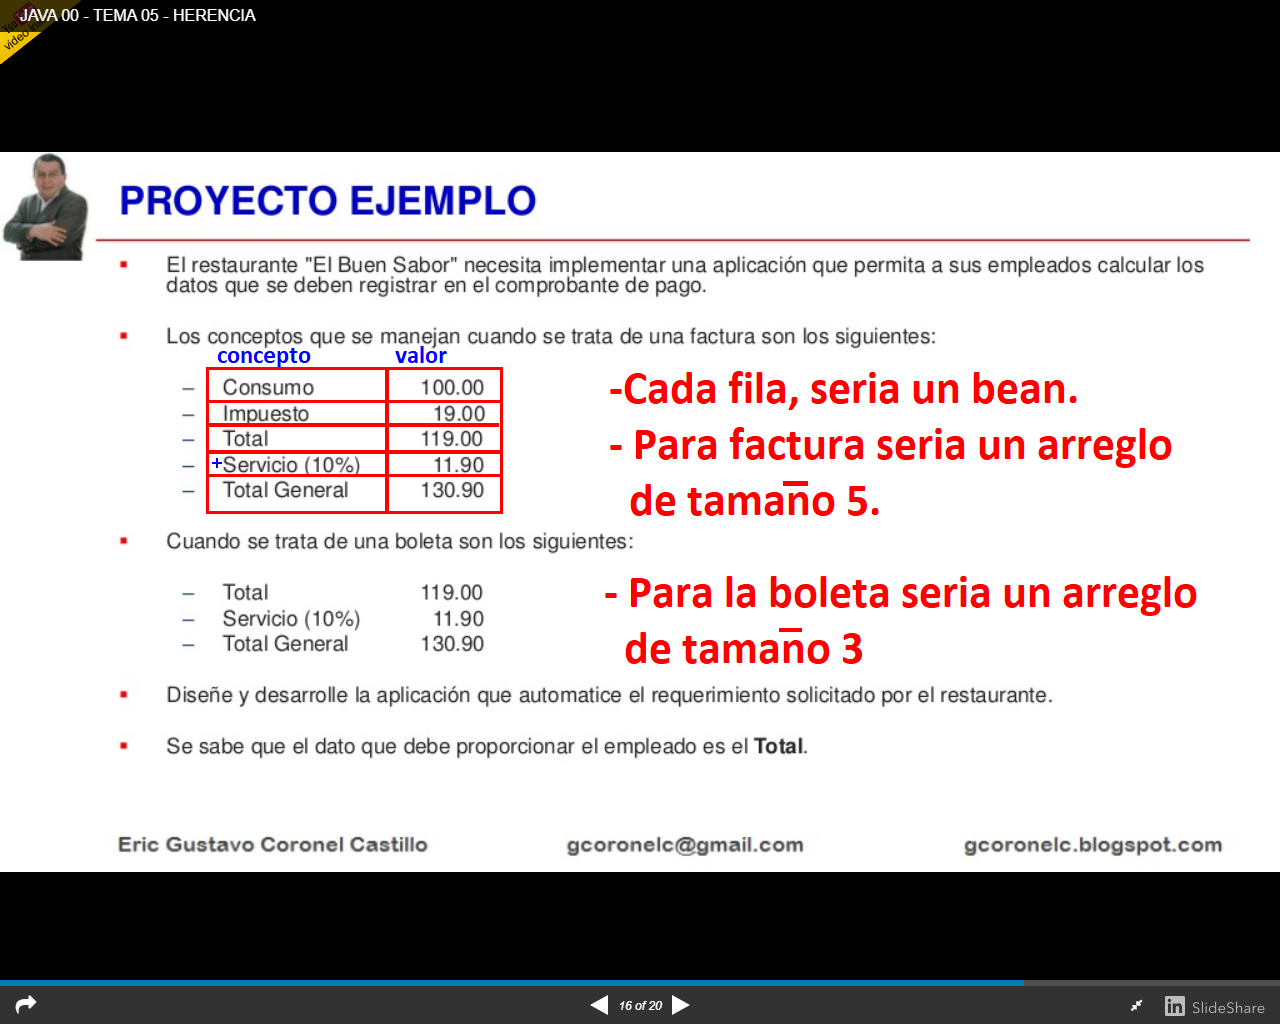 JAVA 00 - TEMA 05 - HERENCIA
PROYECTO EJEMPLO
El restaurante "El Buen Sabor" necesita implementar una aplicación que permita a sus empleados calcular los
datos que se deben registrar en el comprobante de pago.
Los conceptos que se manejan cuando se trata de una factura son los siguientes:
concepto valor
– Consumo 100.00
– Impuesto 19.00
– Total 119.00
– +Servicio (10%) 11.90
– Total General 130.90
-Cada fila, seria un bean.
- Para factura seria un arreglo
de tamaño 5.
Cuando se trata de una boleta son los siguientes:
– Total 119.00
– Servicio (10%) 11.90
– Total General 130.90
- Para la boleta seria un arreglo
de tamaño 3
Diseñe y desarrolle la aplicación que automatice el requerimiento solicitado por el restaurante.
Se sabe que el dato que debe proporcionar el empleado es el Total.
Eric Gustavo Coronel Castillo gcoronelc@gmail.com gcoronelc.blogspot.com
16 of 20
in SlideShare